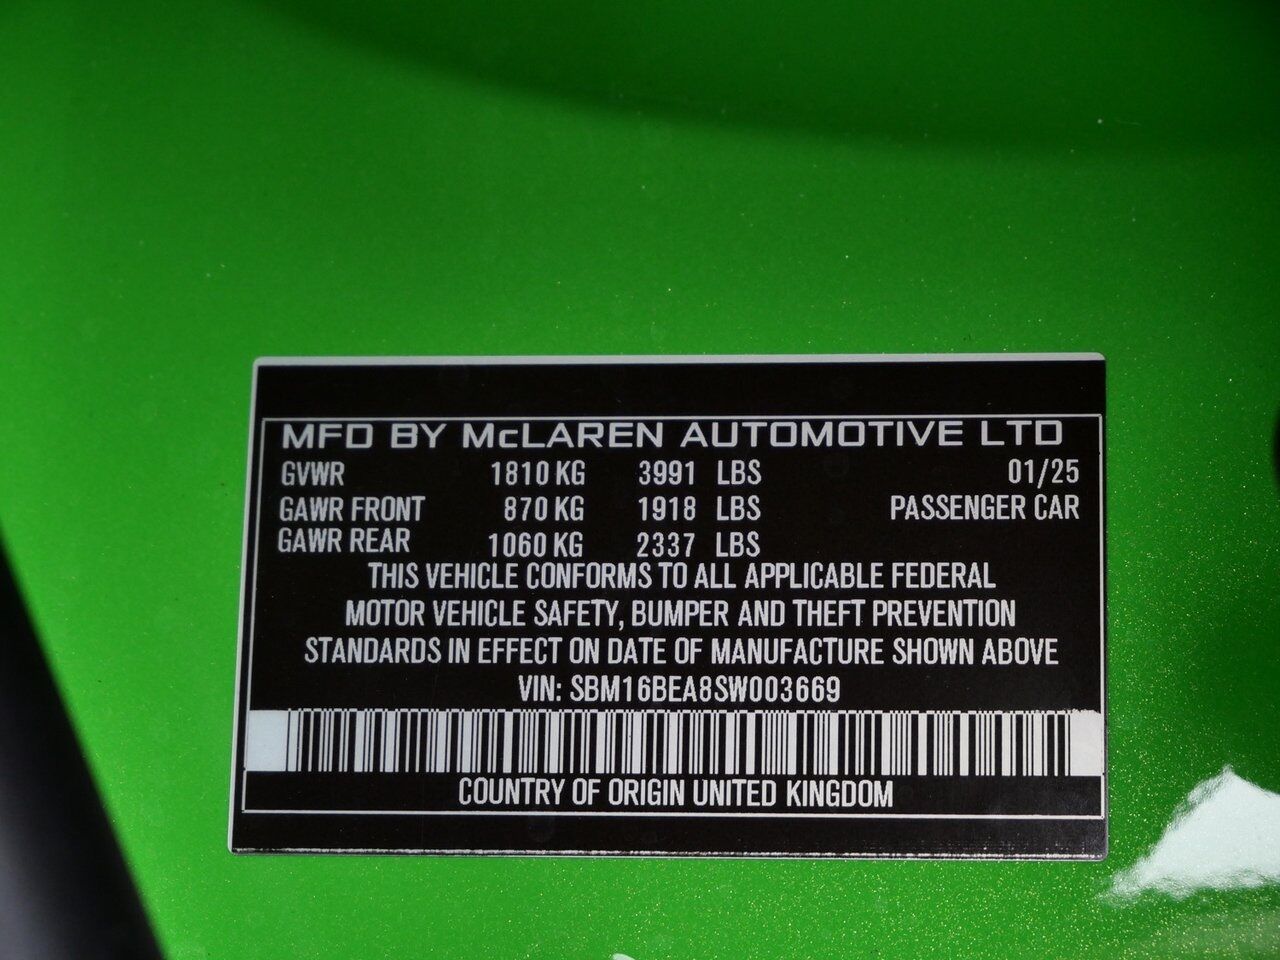 MFD BY McLAREN AUTOMOTIVE LTD
GVWR 1810 KG 3991 LBS 01/25
GAWR FRONT 870 KG 1918 LBS PASSENGER CAR
GAWR REAR 1060 KG 2337 LBS
THIS VEHICLE CONFORMS TO ALL APPLICABLE FEDERAL
MOTOR VEHICLE SAFETY, BUMPER AND THEFT PREVENTION
STANDARDS IN EFFECT ON DATE OF MANUFACTURE SHOWN ABOVE
VIN: SBM16BEA8SW003669
COUNTRY OF ORIGIN UNITED KINGDOM